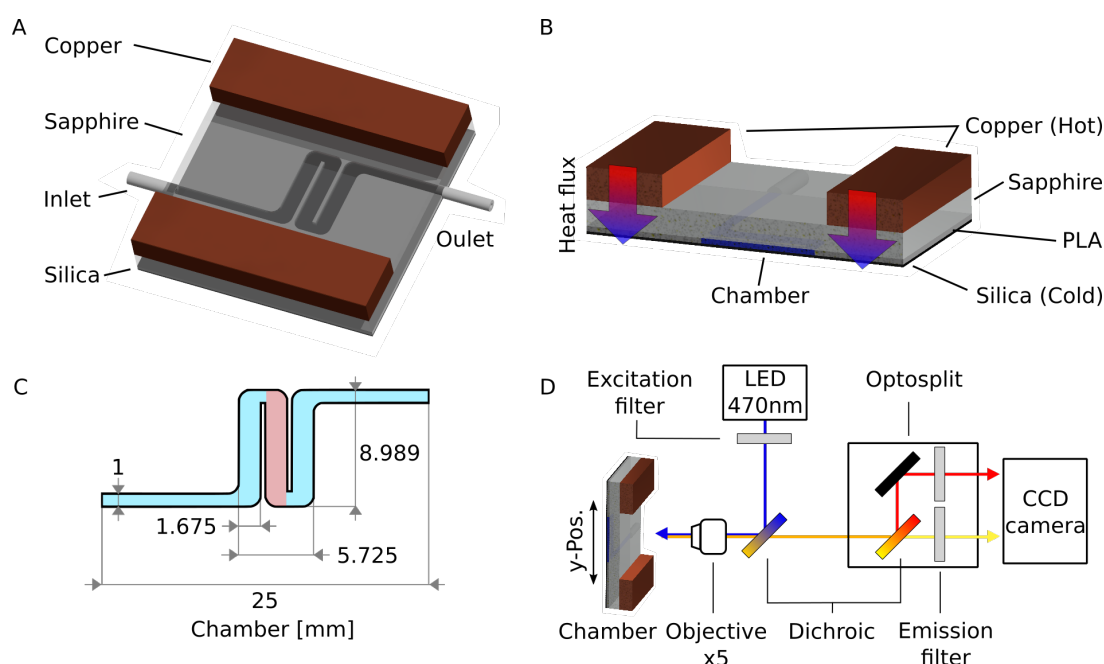 A
Copper
Sapphire
Inlet
Silica
Oulet
B
Copper (Hot)
Sapphire
PLA
Silica (Cold)
Chamber
Heat flux
C
1
1.675
8.989
5.725
25
Chamber [mm]
D
Excitation
filter
LED
470nm
Optosplit
CCD
camera
y-Pos.
Chamber
Objective
x5
Dichroic
Emission
filter